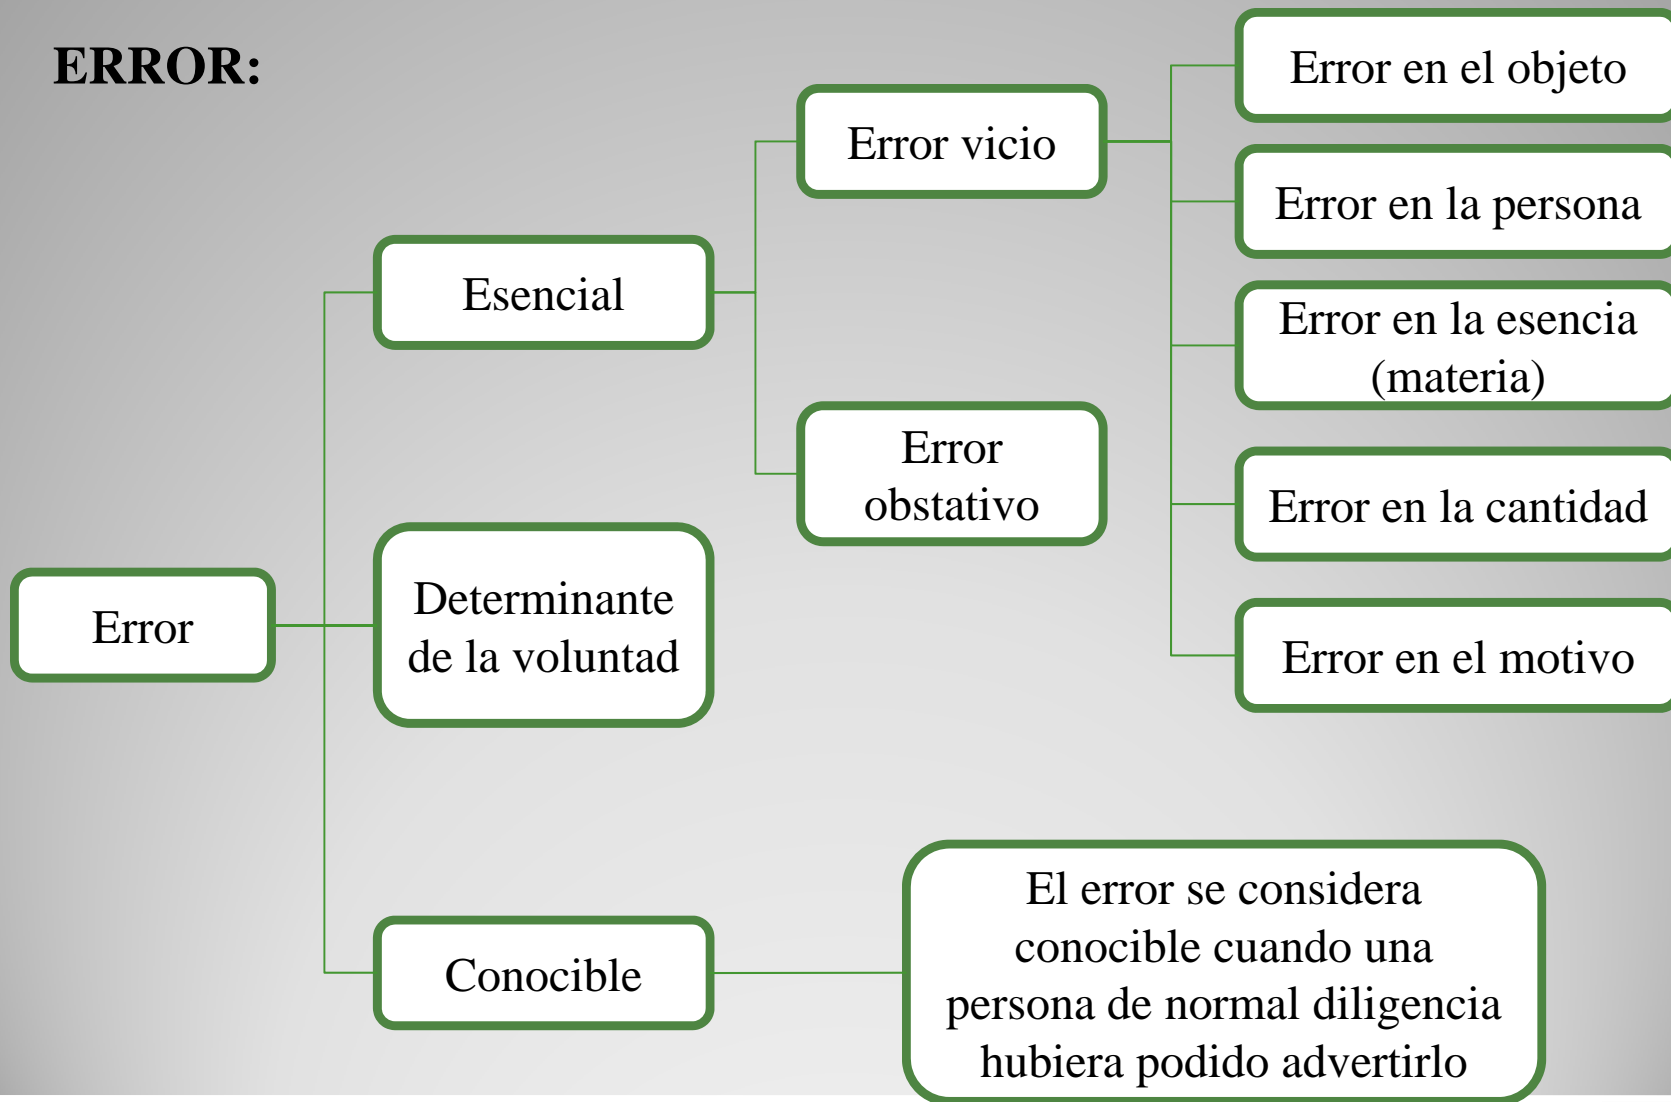 ERROR:
Error
Esencial
Determinante
de la voluntad
Conocible
Error vicio
Error
obstativo
Error en el objeto
Error en la persona
Error en la esencia
(materia)
Error en la cantidad
Error en el motivo
El error se considera
conocible cuando una
persona de normal diligencia
hubiera podido advertirlo